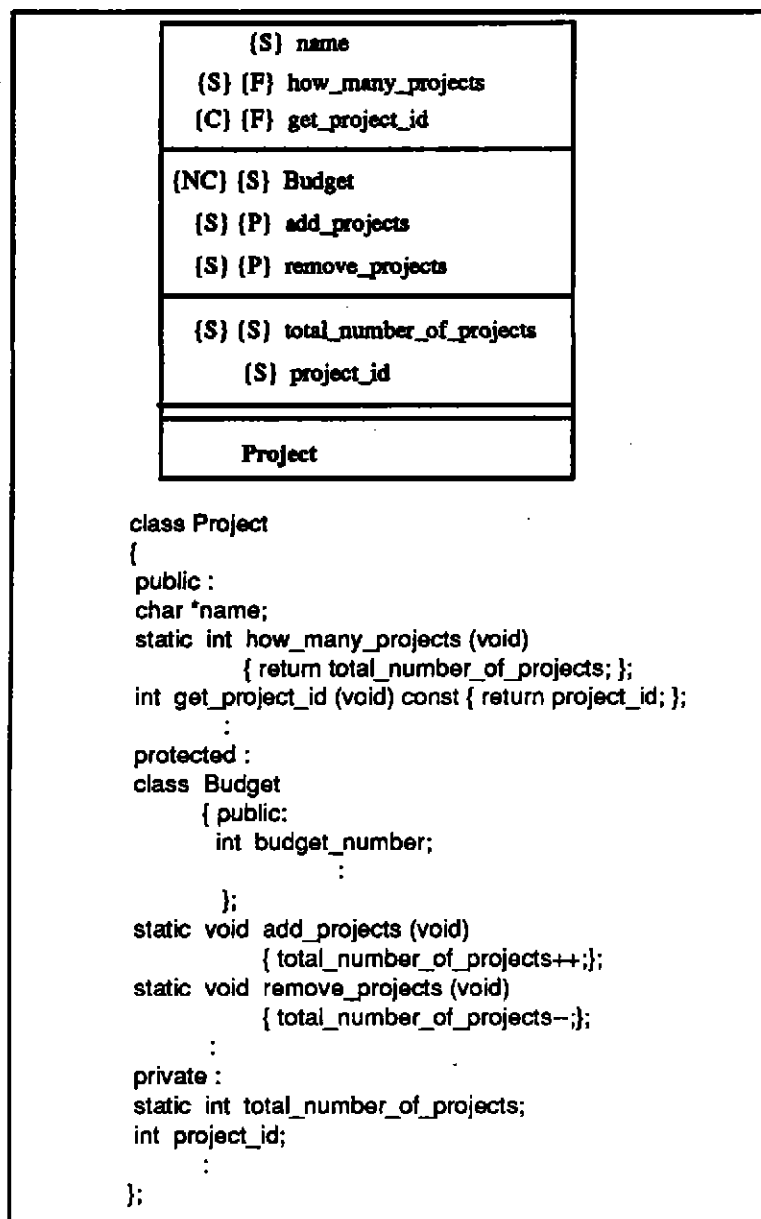 {S} name
{S} {F} how_many_projects
{C} {F} get_project_id
{NC} {S} Budget
{S} {P} add_projects
{S} {P} remove_projects
{S} {S} total_number_of_projects
{S} project_id
Project
class Project
{
public :
char *name;
static int how_many_projects (void)
{ return total_number_of_projects; };
int get_project_id (void) const { return project_id; };
:
protected :
class Budget
{ public:
int budget_number;
:
};
static void add_projects (void)
{ total_number_of_projects++;};
static void remove_projects (void)
{ total_number_of_projects--;};
:
private :
static int total_number_of_projects;
int project_id;
:
};